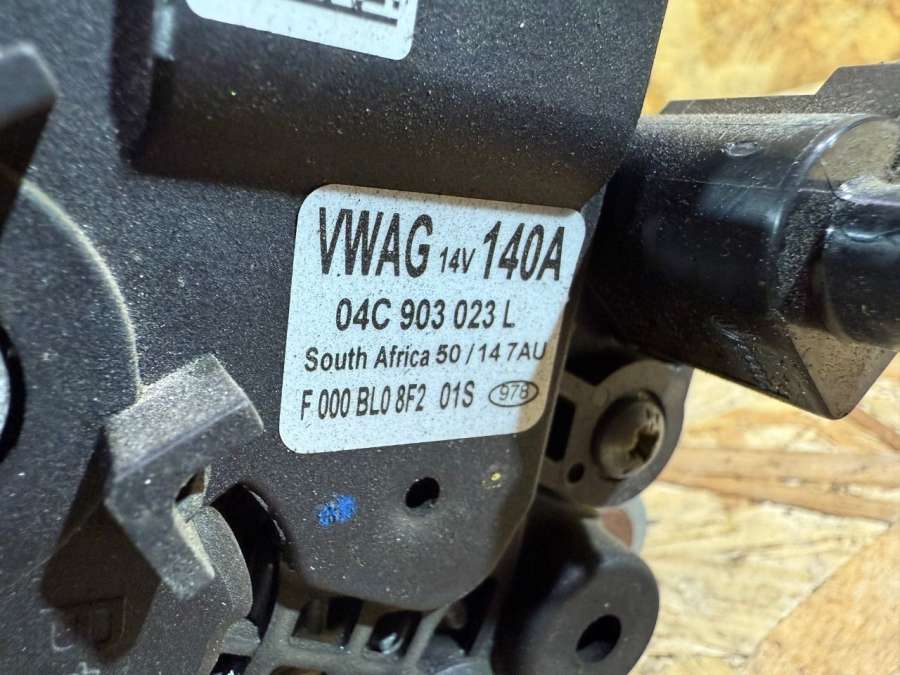 VWAG 14V 140A
04C 903 023 L
South Africa 50/14 7AU
F 000 BL0 8F2 01S 978